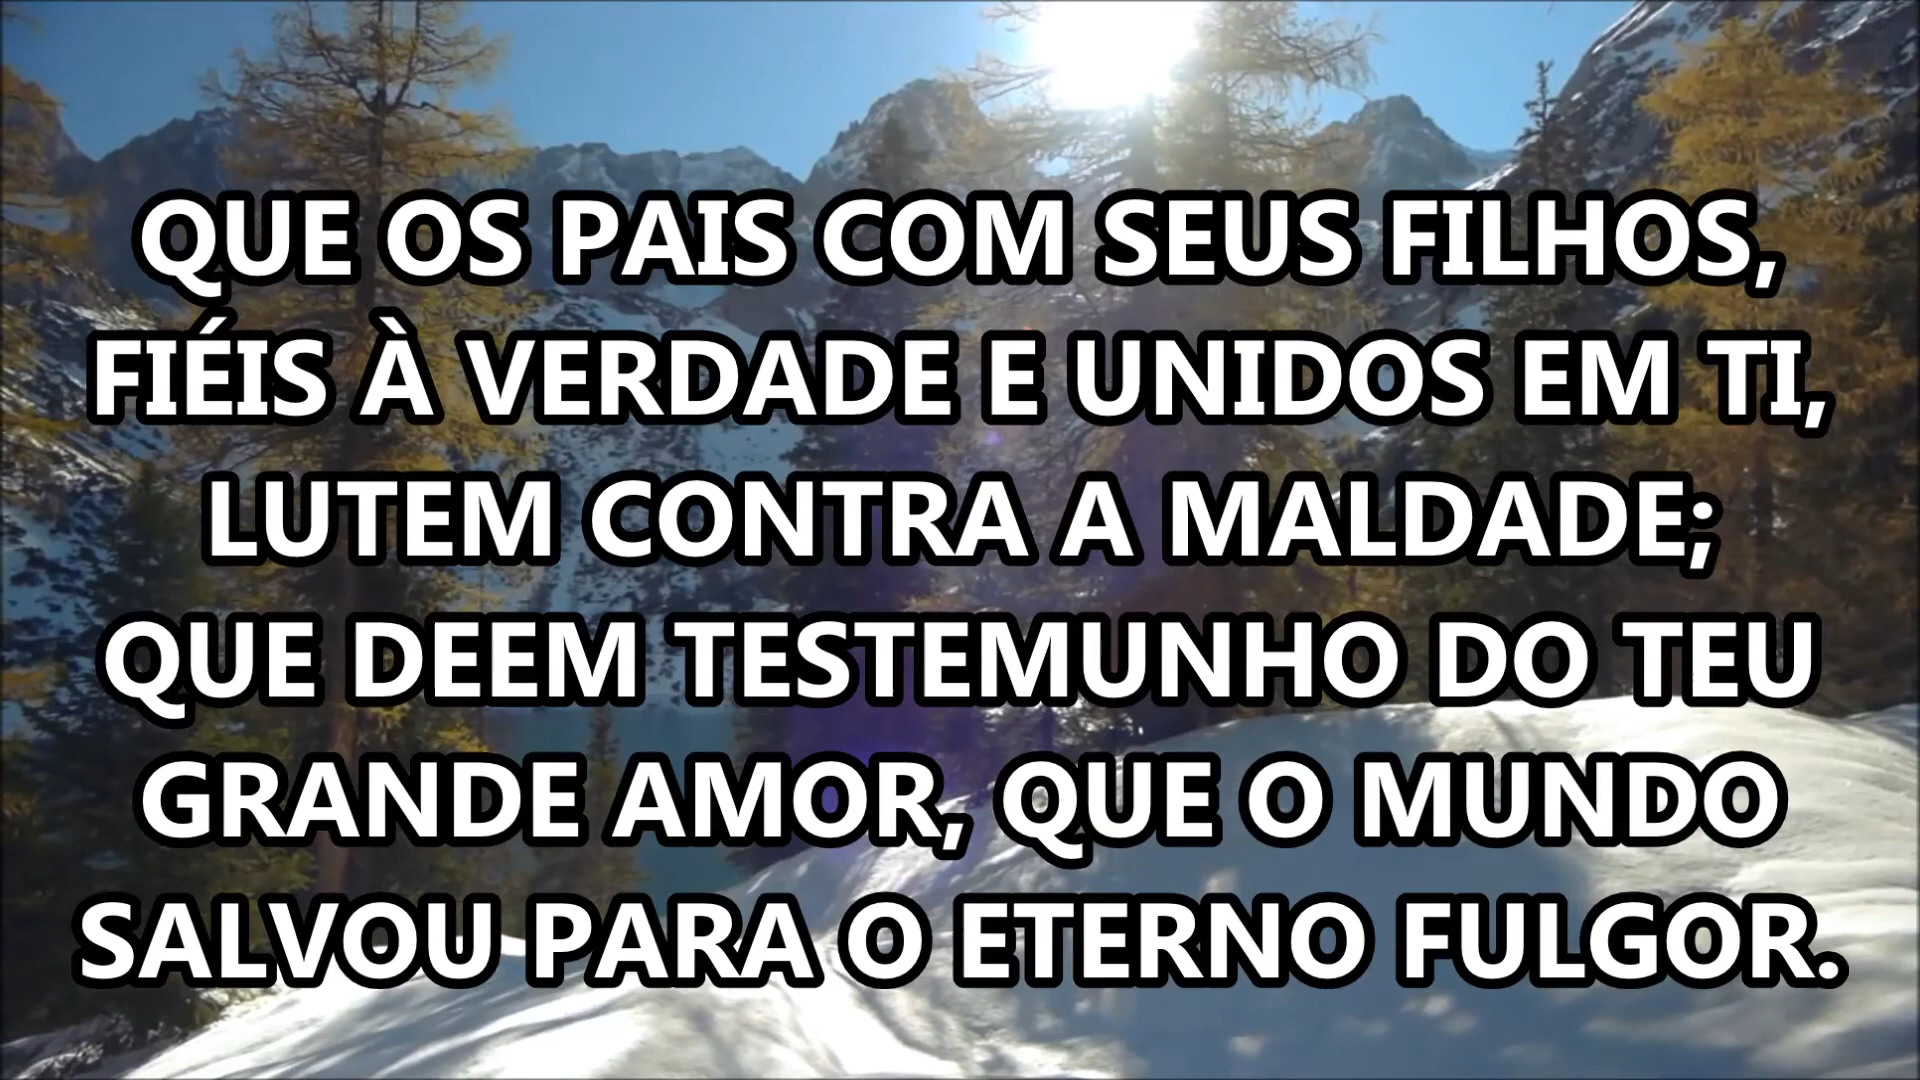 QUE OS PAIS COM SEUS FILHOS,
FIÉIS À VERDADE E UNIDOS EM TI,
LUTEM CONTRA A MALDADE;
QUE DEEM TESTEMUNHO DO TEU
GRANDE AMOR, QUE O MUNDO
SALVOU PARA O ETERNO FULGOR.